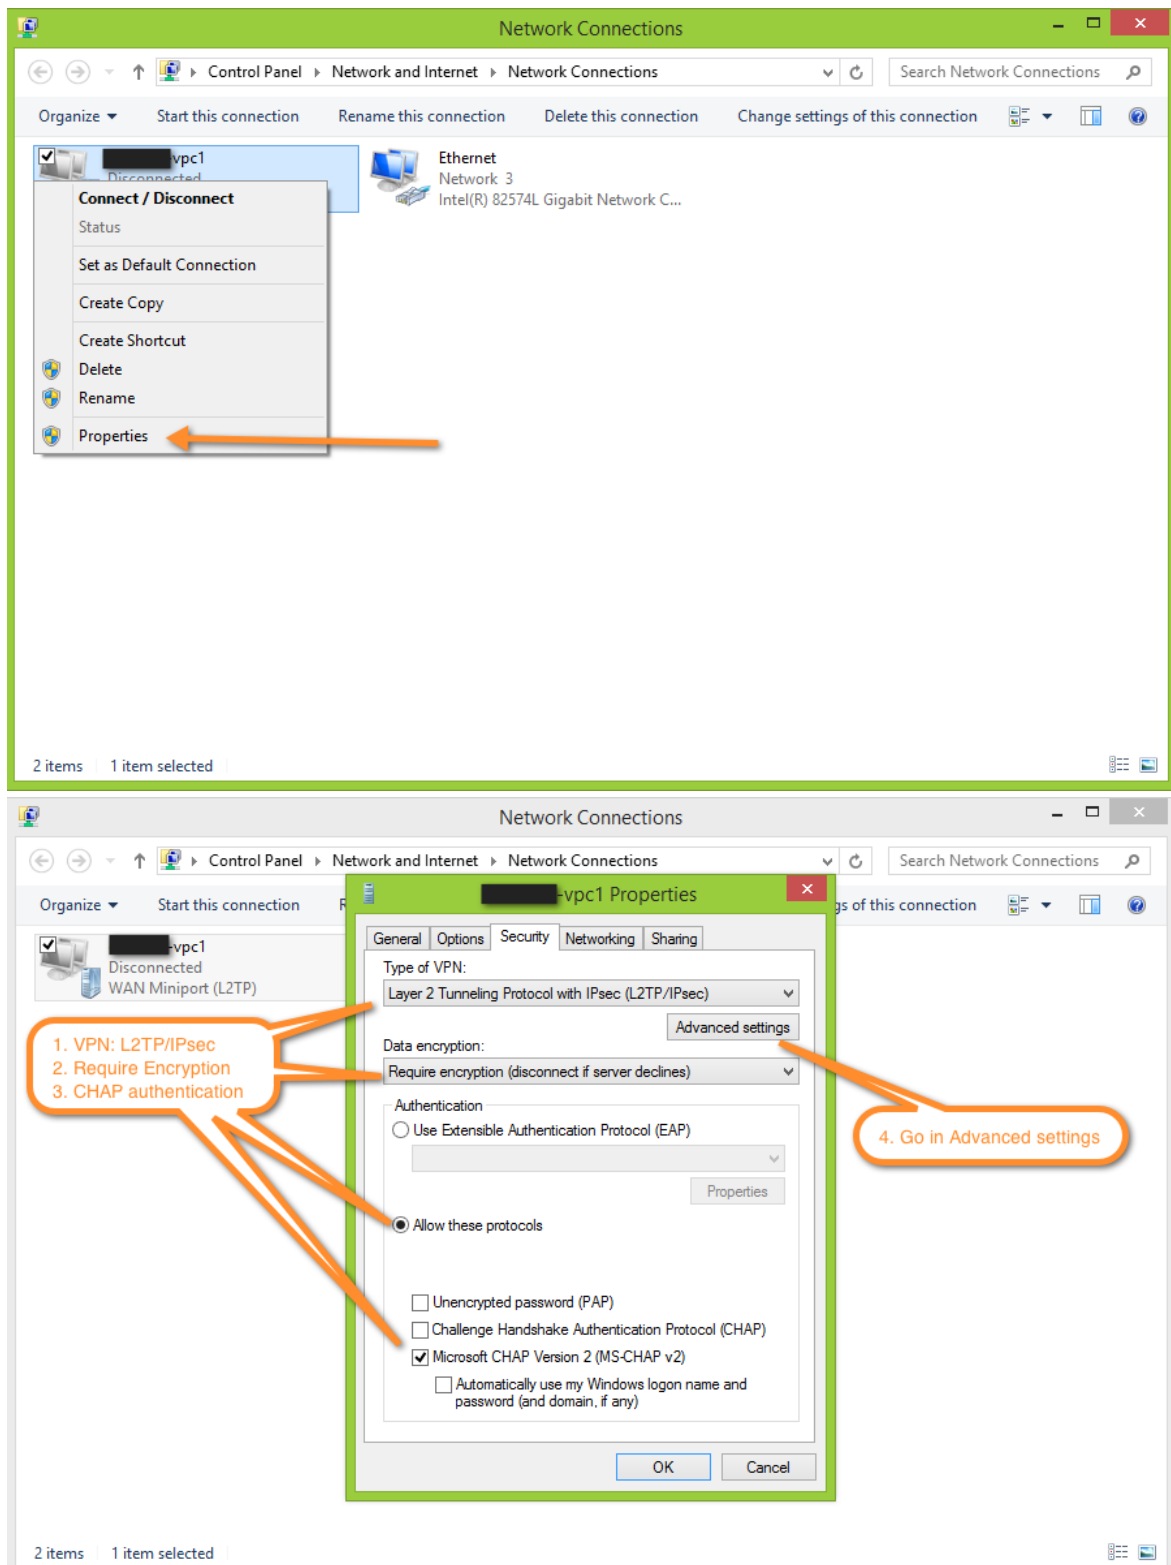 Network Connections
Control Panel Network and Internet Network Connections
Search Network Connections
Organize Start this connection Rename this connection Delete this connection Change settings of this connection
-vpc1
Disconnected
Ethernet
Network 3
Intel(R) 82574L Gigabit Network C...
Connect / Disconnect
Status
Set as Default Connection
Create Copy
Create Shortcut
Delete
Rename
Properties
2 items 1 item selected
Network Connections
Control Panel Network and Internet Network Connections
Search Network Connections
Organize Start this connection R gs of this connection
-vpc1
Disconnected
WAN Miniport (L2TP)
-vpc1 Properties
General Options Security Networking Sharing
Type of VPN:
Layer 2 Tunneling Protocol with IPsec (L2TP/IPsec)
Advanced settings
Data encryption:
Require encryption (disconnect if server declines)
Authentication
Use Extensible Authentication Protocol (EAP)
Properties
Allow these protocols
Unencrypted password (PAP)
Challenge Handshake Authentication Protocol (CHAP)
Microsoft CHAP Version 2 (MS-CHAP v2)
Automatically use my Windows logon name and
password (and domain, if any)
OK Cancel
1. VPN: L2TP/IPsec
2. Require Encryption
3. CHAP authentication
4. Go in Advanced settings
2 items 1 item selected